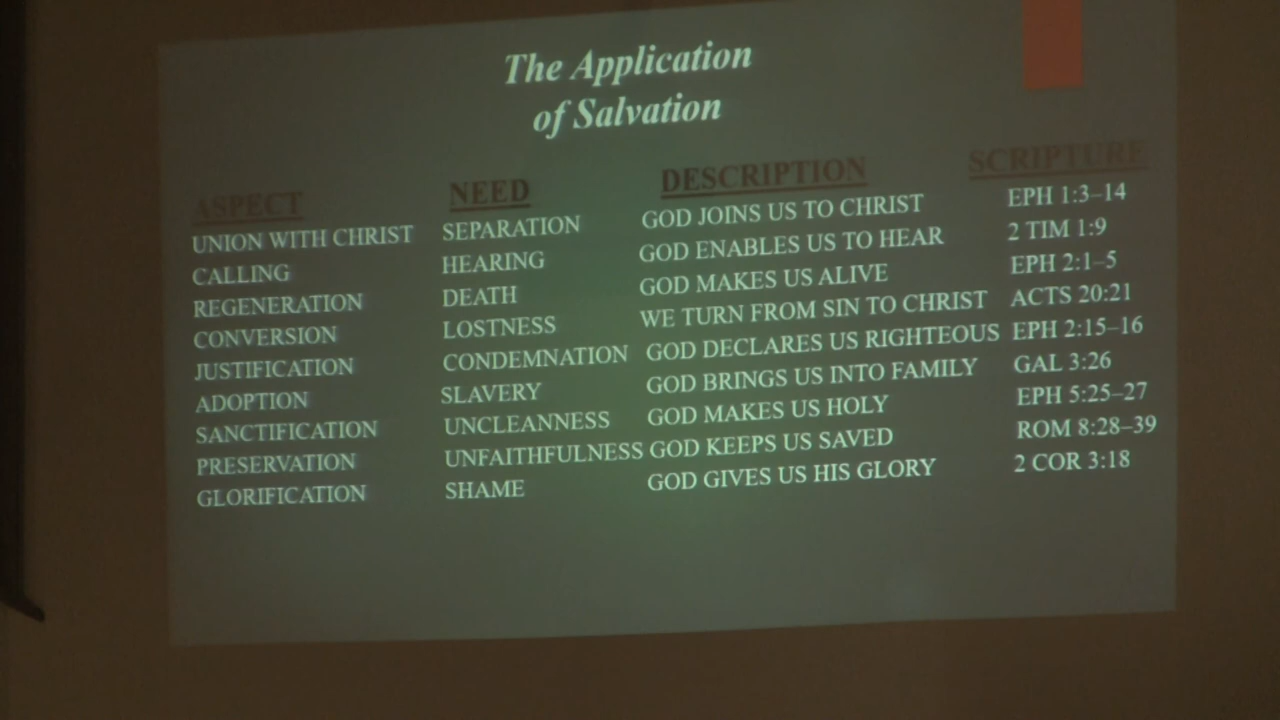 The Application
of Salvation
ASPECT NEED DESCRIPTION SCRIPTURE
UNION WITH CHRIST SEPARATION GOD JOINS US TO CHRIST EPH 1:3–14
CALLING HEARING GOD ENABLES US TO HEAR 2 TIM 1:9
REGENERATION DEATH GOD MAKES US ALIVE EPH 2:1–5
CONVERSION LOSTNESS WE TURN FROM SIN TO CHRIST ACTS 20:21
JUSTIFICATION CONDEMNATION GOD DECLARES US RIGHTEOUS EPH 2:15–16
ADOPTION SLAVERY GOD BRINGS US INTO FAMILY GAL 3:26
SANCTIFICATION UNCLEANNESS GOD MAKES US HOLY EPH 5:25–27
PRESERVATION UNFAITHFULNESS GOD KEEPS US SAVED ROM 8:28–39
GLORIFICATION SHAME GOD GIVES US HIS GLORY 2 COR 3:18